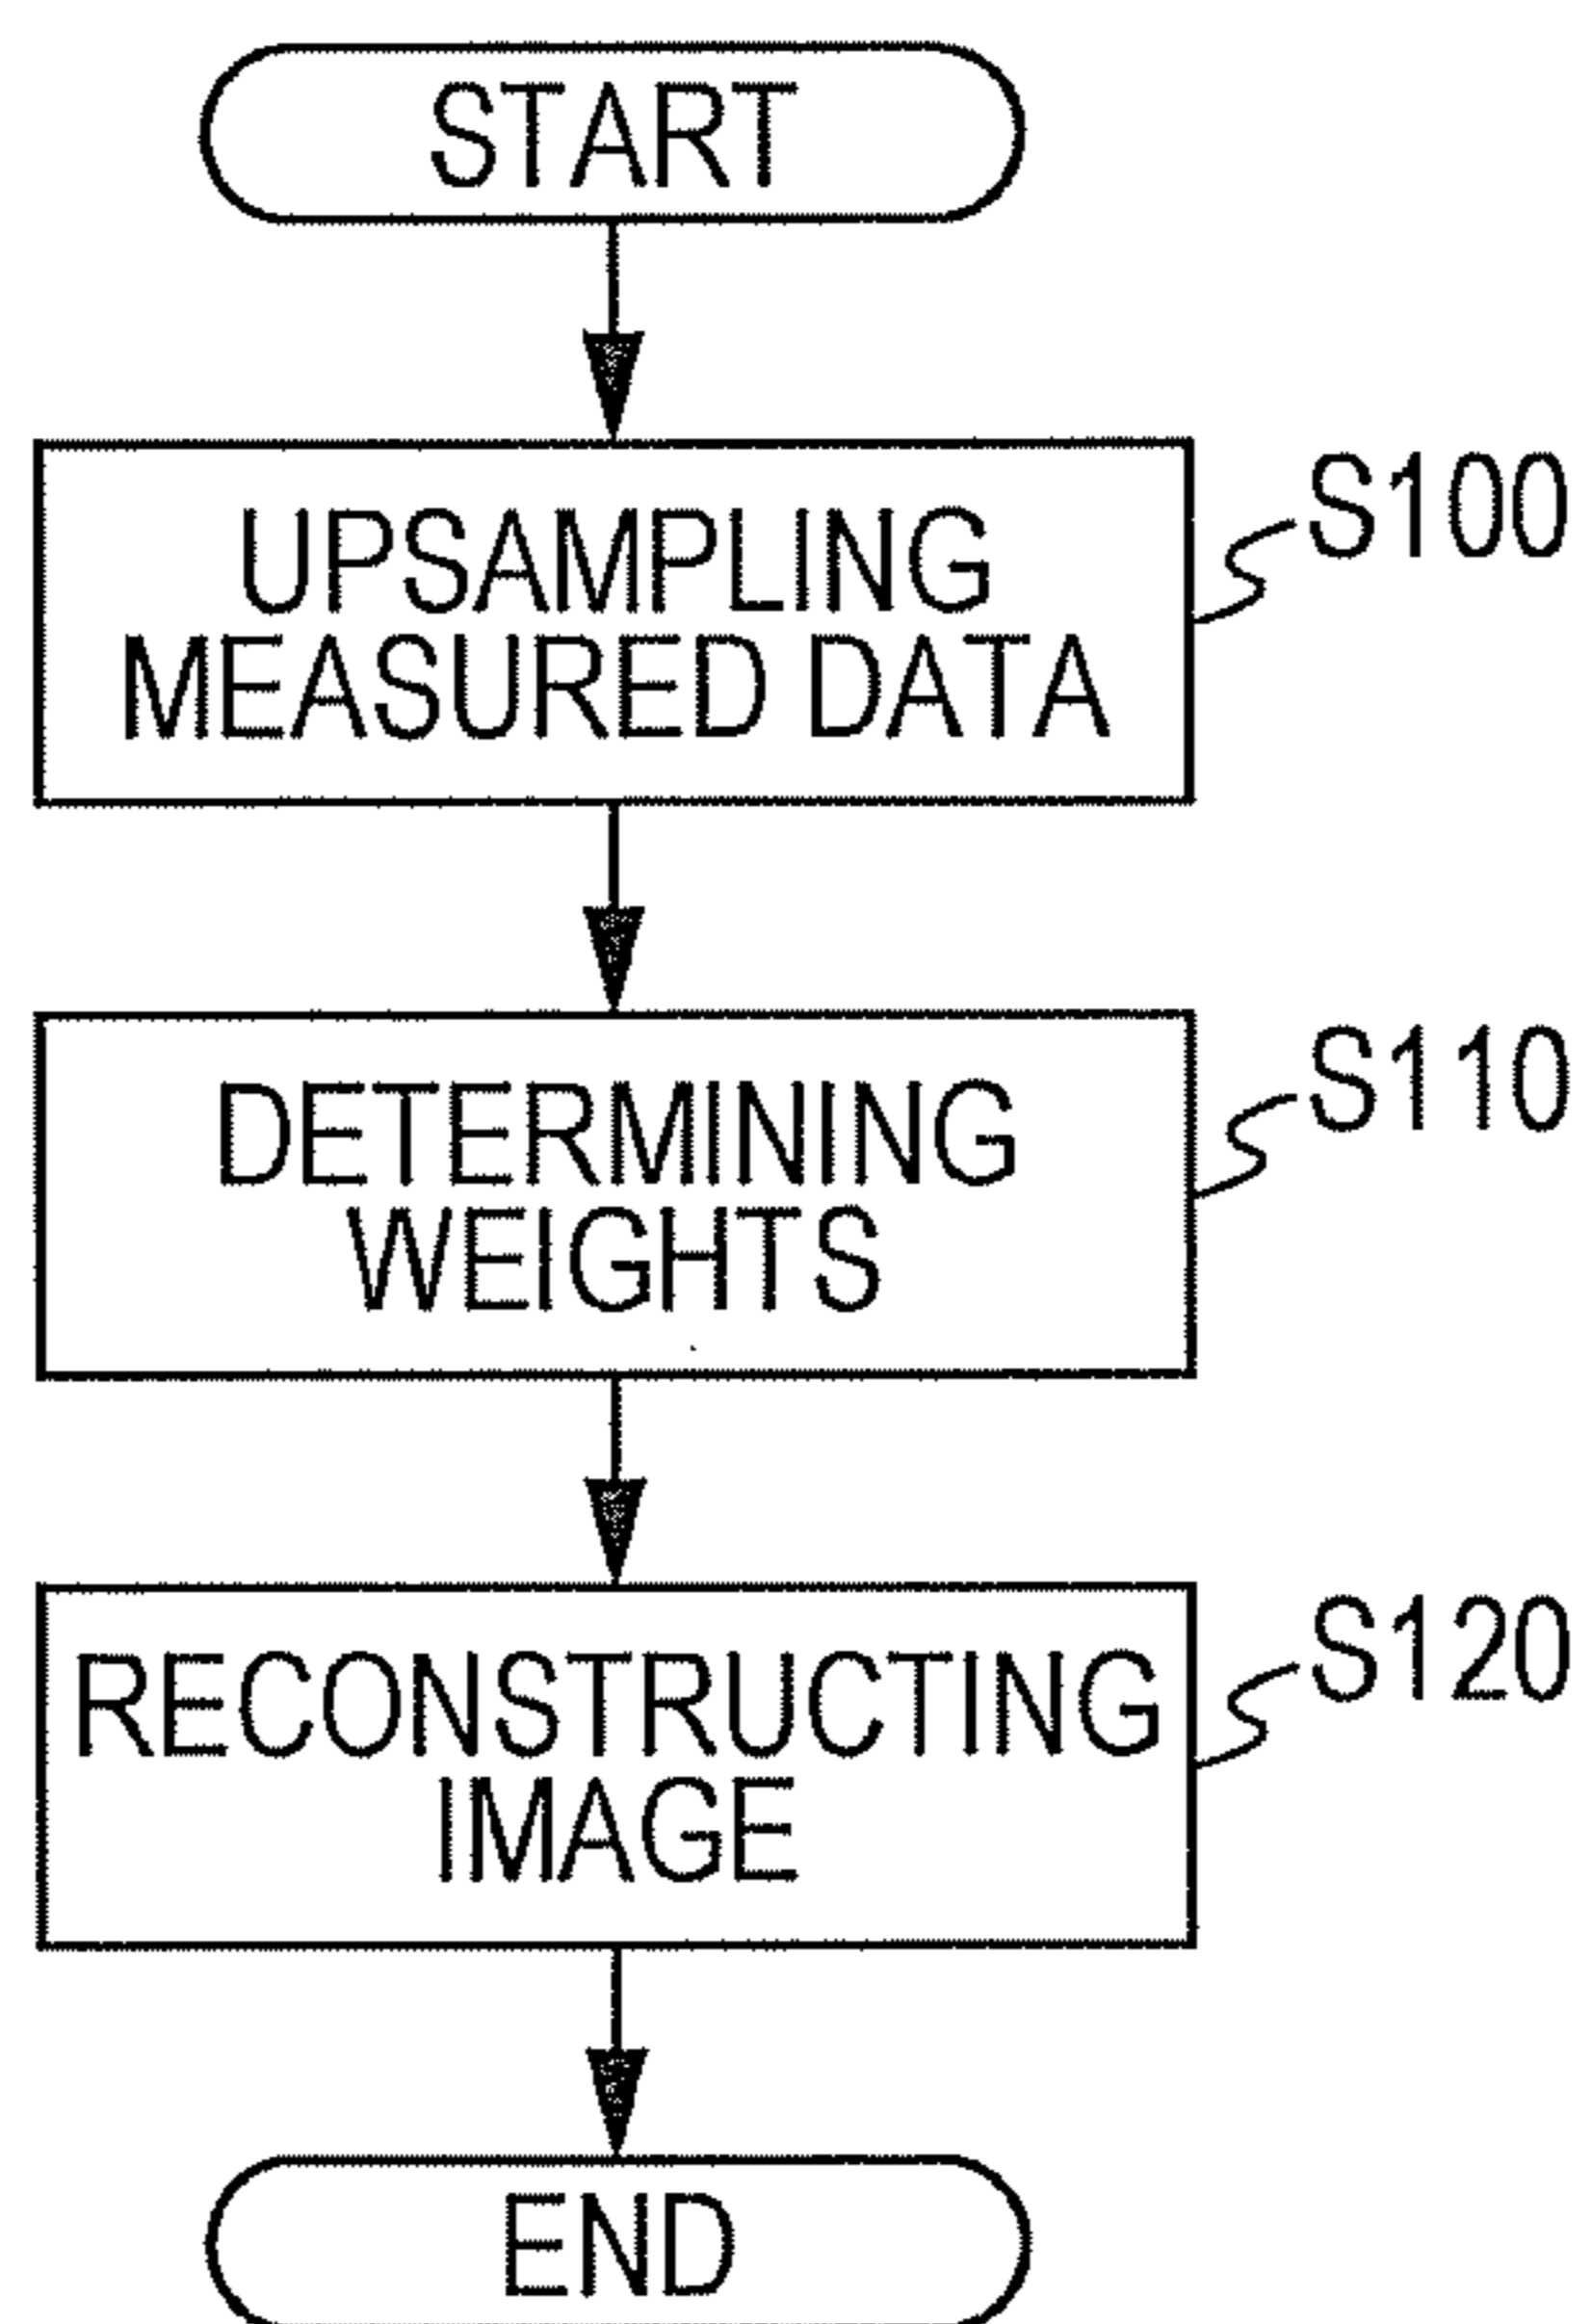 START
UPSAMPLING
MEASURED DATA
S100
DETERMINING
WEIGHTS
S110
RECONSTRUCTING
IMAGE
S120
END